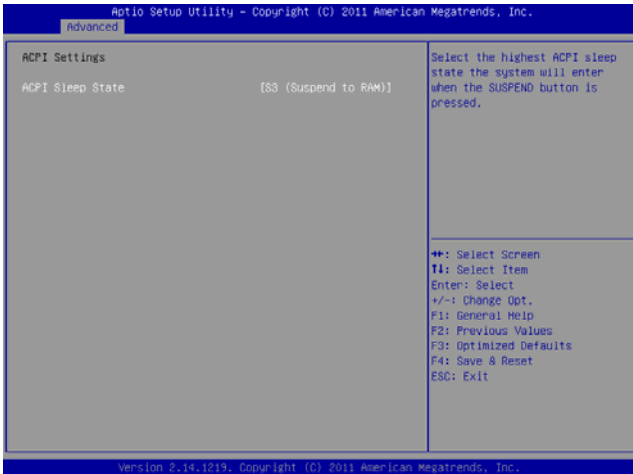 Aptio Setup Utility – Copyright (C) 2011 American Megatrends, Inc.
Advanced
ACPI Settings
ACPI Sleep State [S3 (Suspend to RAM)]
Select the highest ACPI sleep
state the system will enter
when the SUSPEND button is
pressed.
→←: Select Screen
↑↓: Select Item
Enter: Select
+/-: Change Opt.
F1: General Help
F2: Previous Values
F3: Optimized Defaults
F4: Save & Reset
ESC: Exit
Version 2.14.1219. Copyright (C) 2011 American Megatrends, Inc.